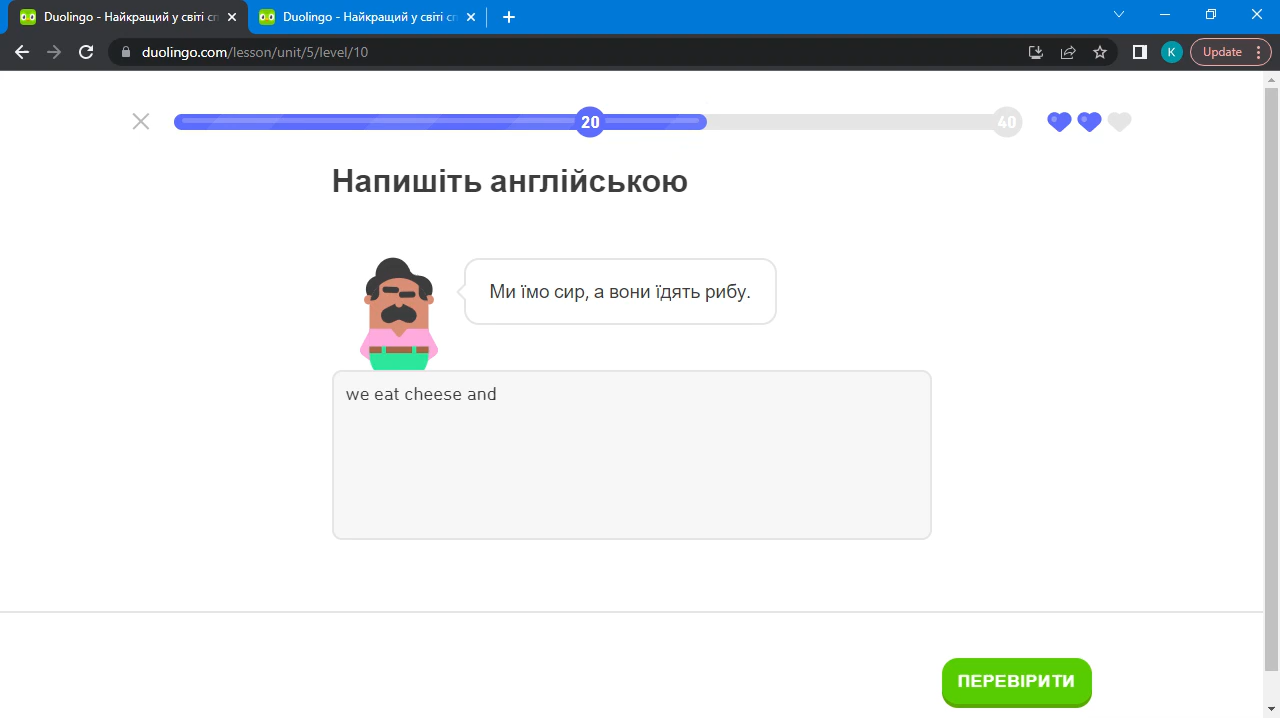 Duolingo - Найкращий у світі сп
Duolingo - Найкращий у світі сп
duolingo.com/lesson/unit/5/level/10
K
Update
20
40
Напишіть англійською
Ми їмо сир, а вони їдять рибу.
we eat cheese and
ПЕРЕВІРИТИ